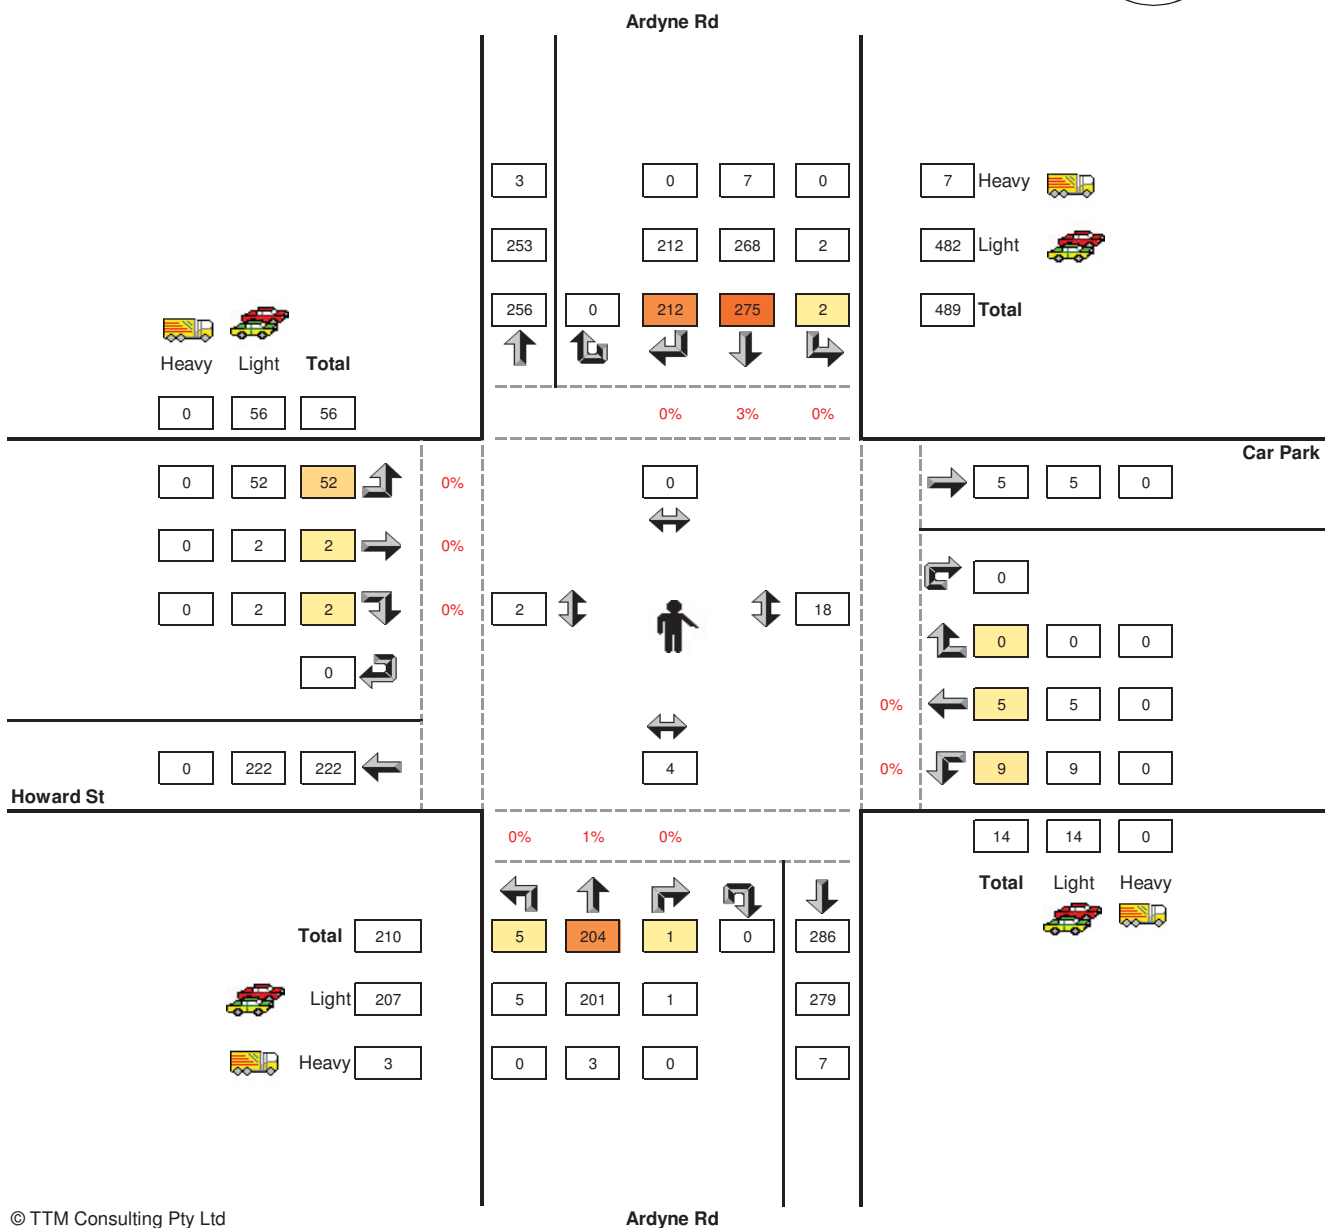 Ardyne Rd
3 0 7 0 7 Heavy
253 212 268 2 482 Light
256 0 212 275 2 489 Total
Heavy Light Total
0 56 56
0% 3% 0%
Car Park
0 52 52 0% 0 5 5 0
0 2 2 0%
0
0 2 2 0% 2 18
0 0 0
0
0% 5 5 0
0 222 222 4 0% 9 9 0
Howard St
0% 1% 0% 14 14 0
Total Light Heavy
Total 210 5 204 1 0 286
Light 207 5 201 1 279
Heavy 3 0 3 0 7
© TTM Consulting Pty Ltd Ardyne Rd